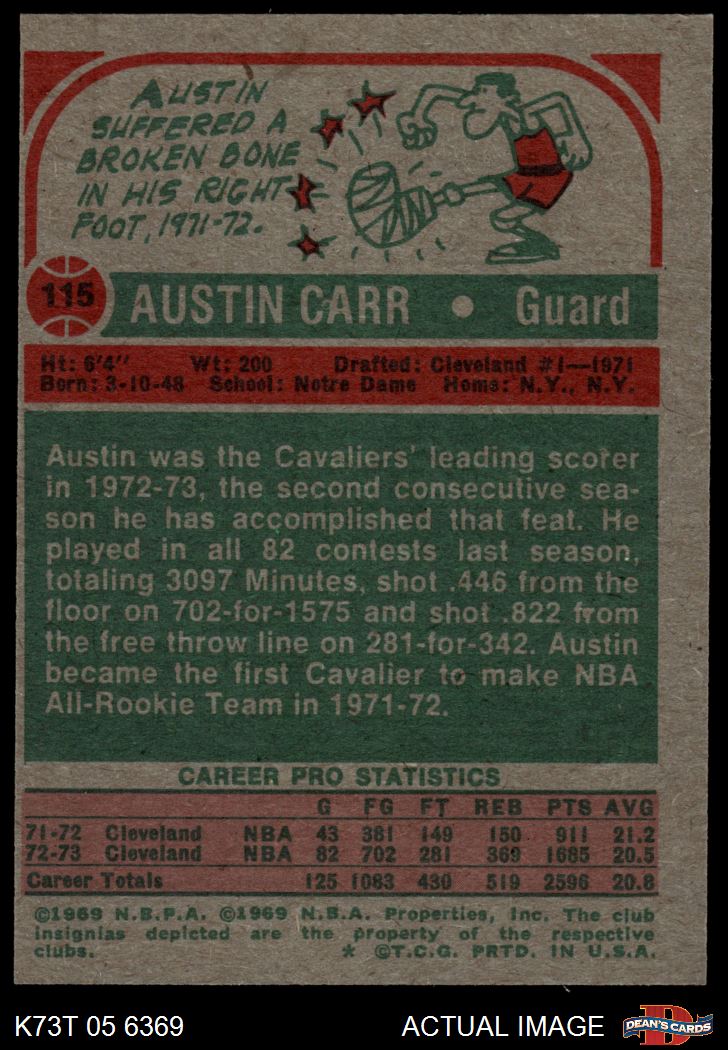 AUSTIN
SUFFERED A
BROKEN BONE
IN HIS RIGHT
FOOT, 1971-72.
115 AUSTIN CARR • Guard
Ht: 6'4" Wt: 200 Drafted: Cleveland #1—1971
Born: 3-10-48 School: Notre Dame Home: N.Y., N.Y.
Austin was the Cavaliers' leading scorer
in 1972-73, the second consecutive sea-
son he has accomplished that feat. He
played in all 82 contests last season,
totaling 3097 Minutes, shot .446 from the
floor on 702-for-1575 and shot .822 from
the free throw line on 281-for-342. Austin
became the first Cavalier to make NBA
All-Rookie Team in 1971-72.
CAREER PRO STATISTICS
G FG FT REB PTS AVG
71-72 Cleveland NBA 43 381 149 150 911 21.2
72-73 Cleveland NBA 82 702 281 369 1685 20.5
Career Totals 125 1083 430 519 2596 20.8
©1969 N.B.P.A. ©1969 N.B.A. Properties, Inc. The club
insignias depicted are the property of the respective
clubs. * ©T.C.G. PRTD. IN U.S.A.
K73T 05 6369 ACTUAL IMAGE DEAN'S CARDS